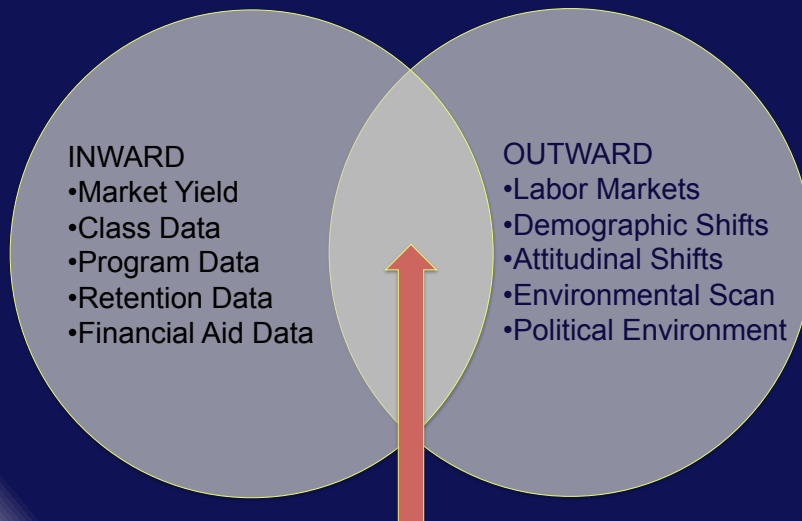 INWARD
•Market Yield
•Class Data
•Program Data
•Retention Data
•Financial Aid Data
OUTWARD
•Labor Markets
•Demographic Shifts
•Attitudinal Shifts
•Environmental Scan
•Political Environment